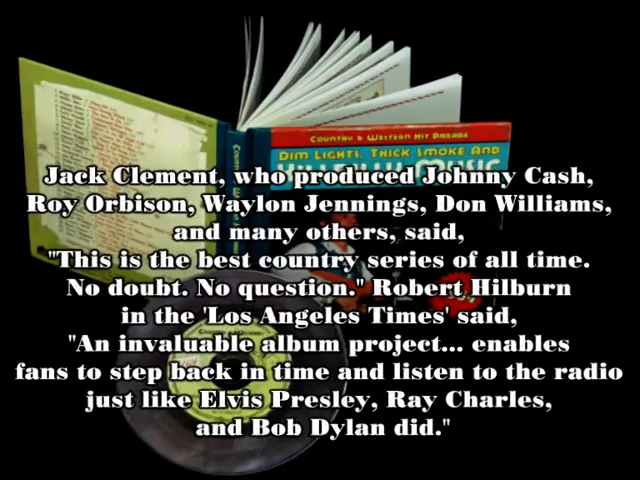 COUNTRY & WESTERN HIT PARADE
DIM LIGHTS, THICK SMOKE AND
HILLBILLY MUSIC
Jack Clement, who produced Johnny Cash,
Roy Orbison, Waylon Jennings, Don Williams,
and many others, said,
"This is the best country series of all time.
No doubt. No question." Robert Hilburn
in the 'Los Angeles Times' said,
"An invaluable album project... enables
fans to step back in time and listen to the radio
just like Elvis Presley, Ray Charles,
and Bob Dylan did."